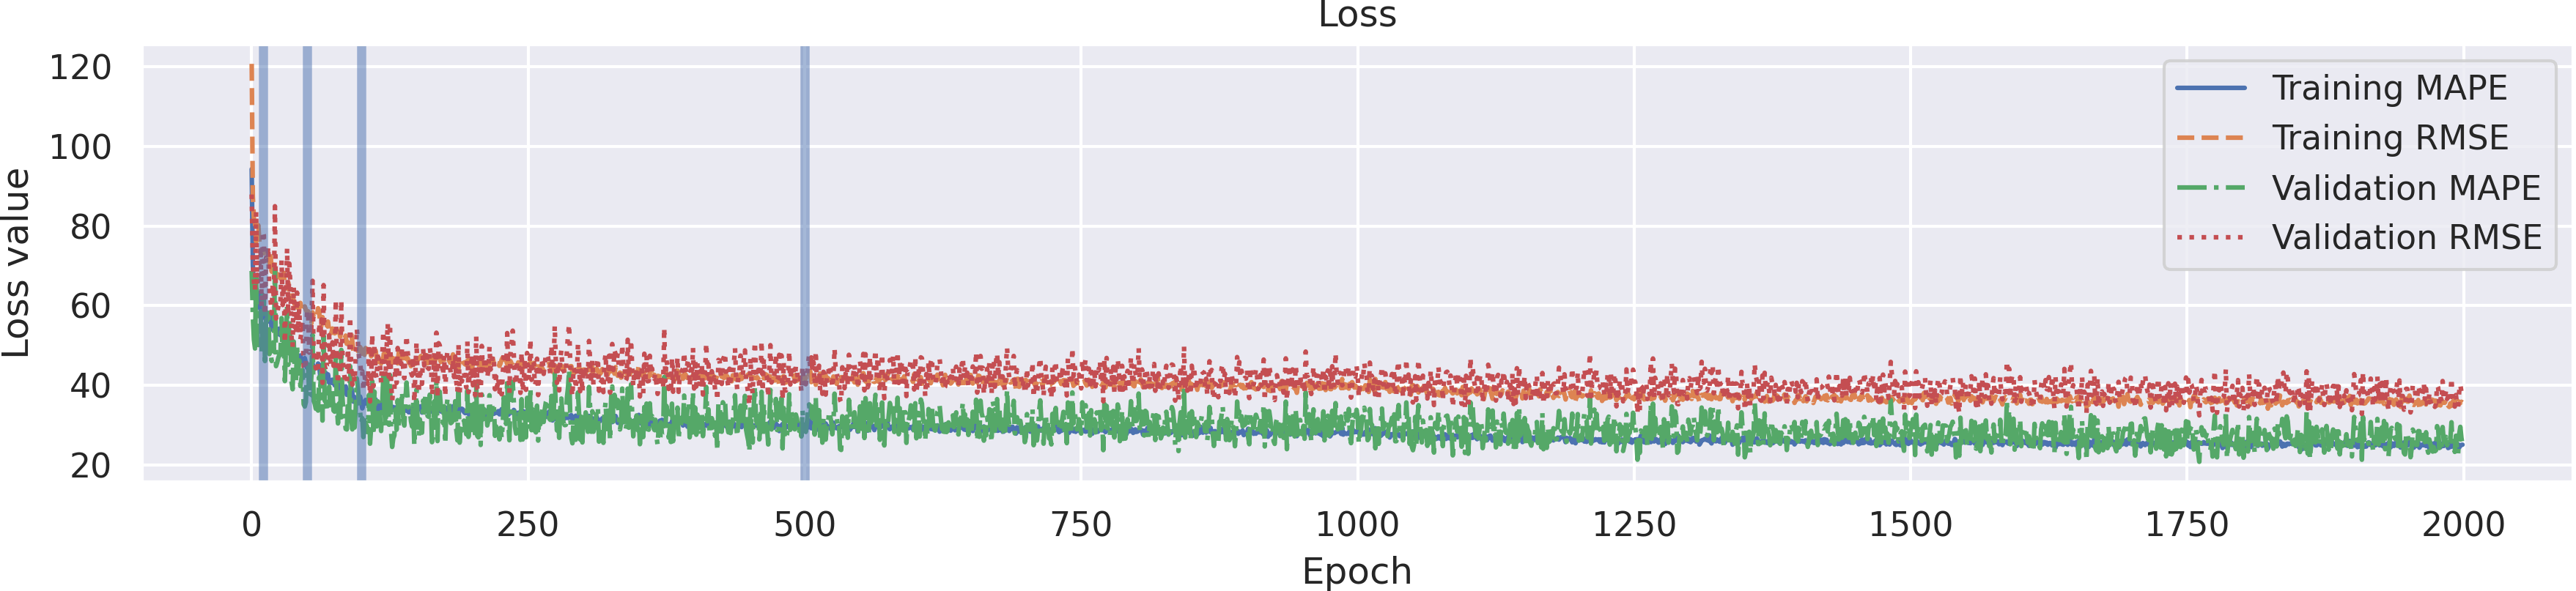 Loss
Loss value
120
100
80
60
40
20
0 250 500 750 1000 1250 1500 1750 2000
Epoch
Training MAPE
Training RMSE
Validation MAPE
Validation RMSE